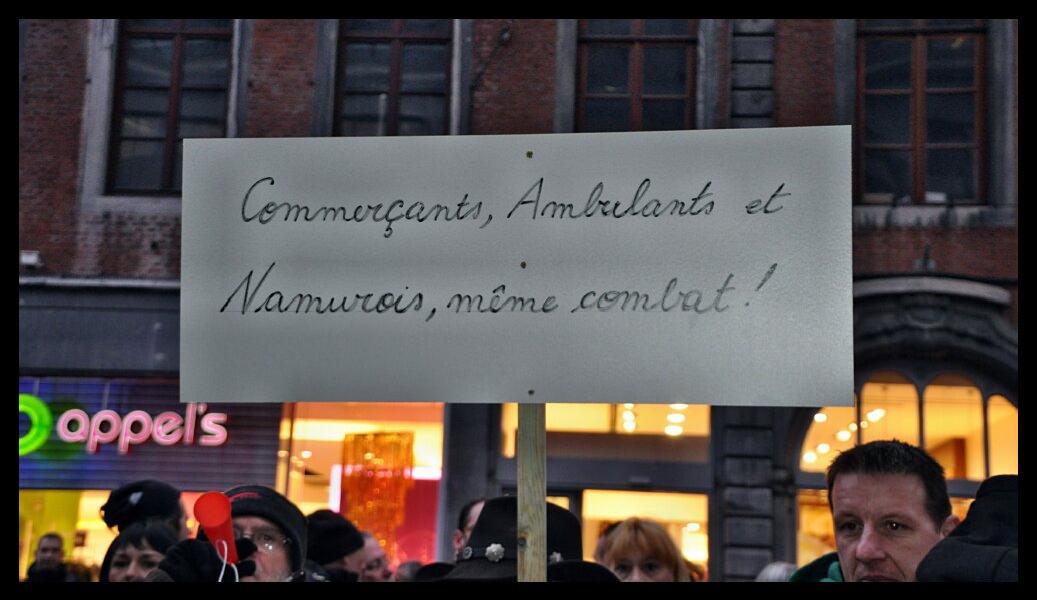 Commerçants, Ambulants et
Namurois, même combat !
appel's